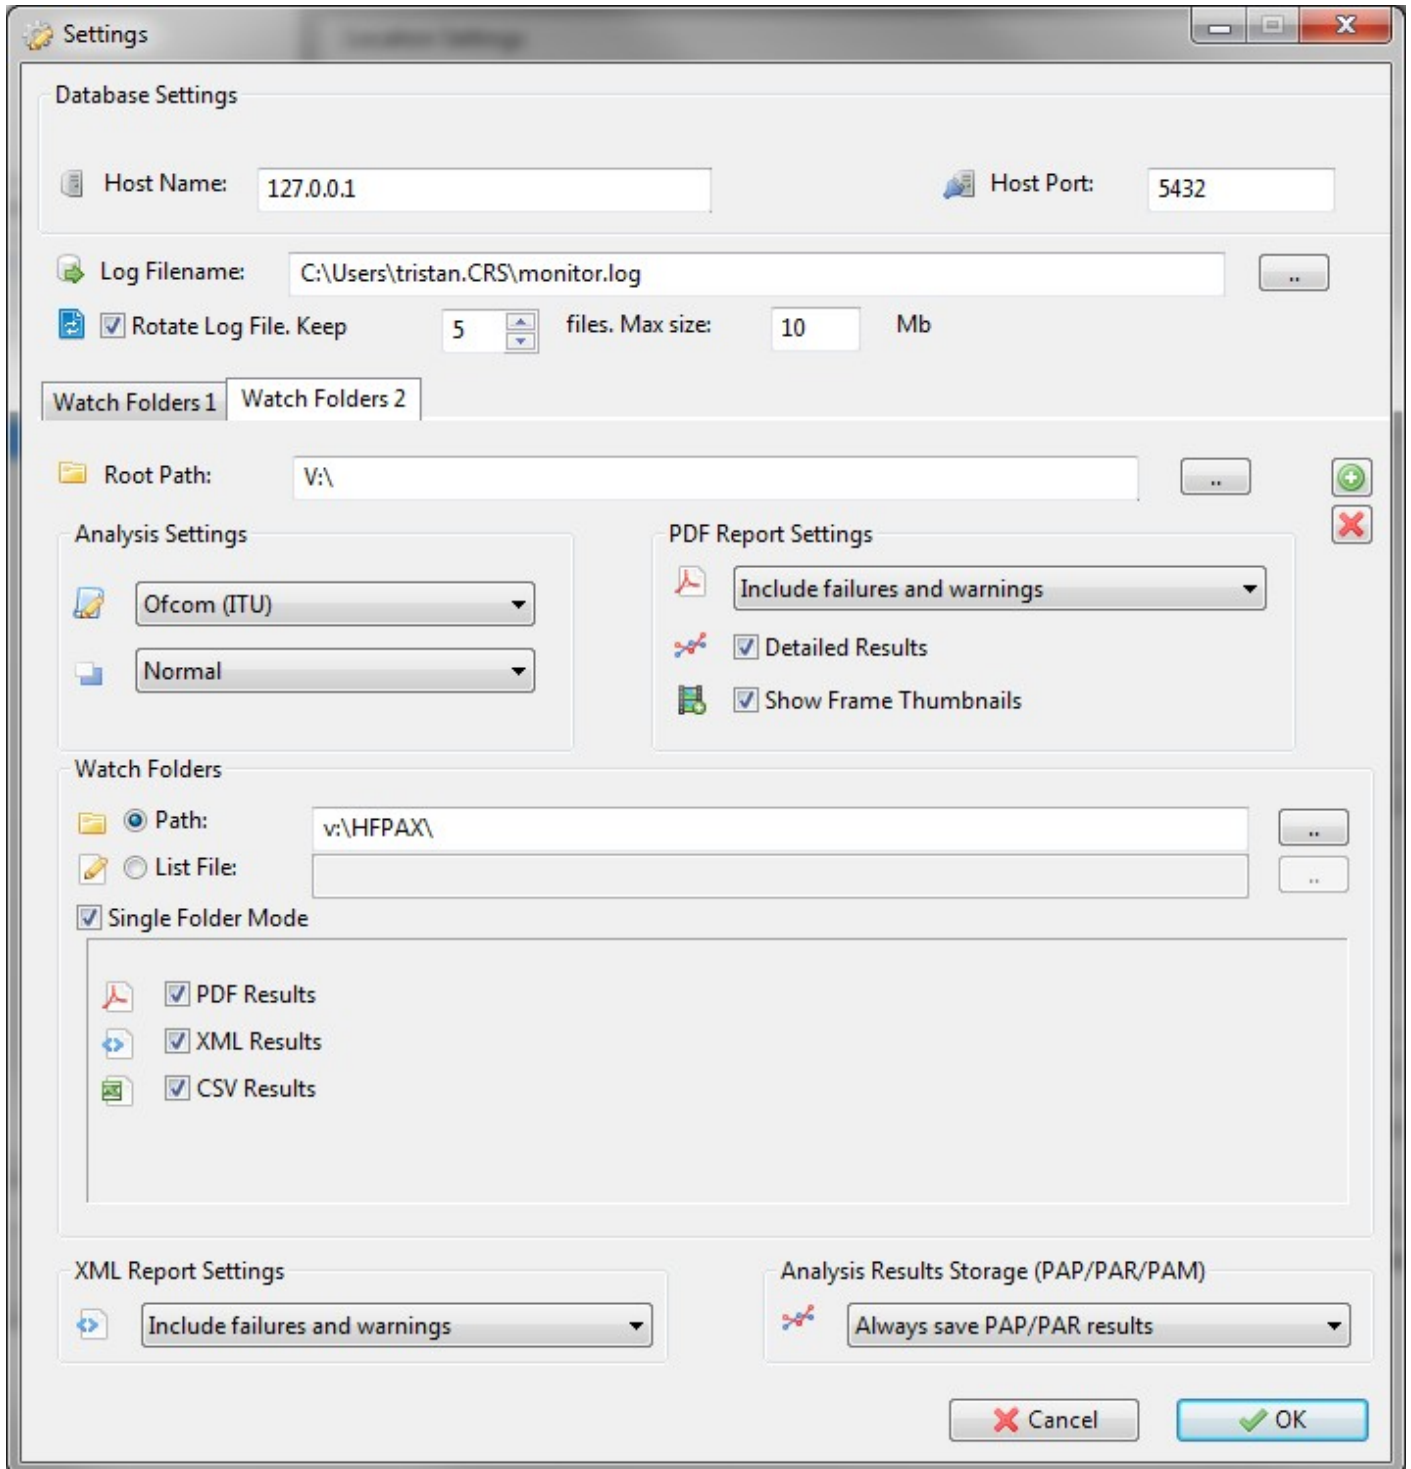 Settings
Location Settings
Database Settings
Host Name: 127.0.0.1 Host Port: 5432
Log Filename: C:\Users\tristan.CRS\monitor.log ..
Rotate Log File. Keep 5 files. Max size: 10 Mb
Watch Folders 1 Watch Folders 2
Root Path: V:\ ..
Analysis Settings
Ofcom (ITU)
Normal
PDF Report Settings
Include failures and warnings
Detailed Results
Show Frame Thumbnails
Watch Folders
Path: v:\HFPAX\ ..
List File: ..
Single Folder Mode
PDF Results
XML Results
CSV Results
XML Report Settings
Include failures and warnings
Analysis Results Storage (PAP/PAR/PAM)
Always save PAP/PAR results
Cancel OK